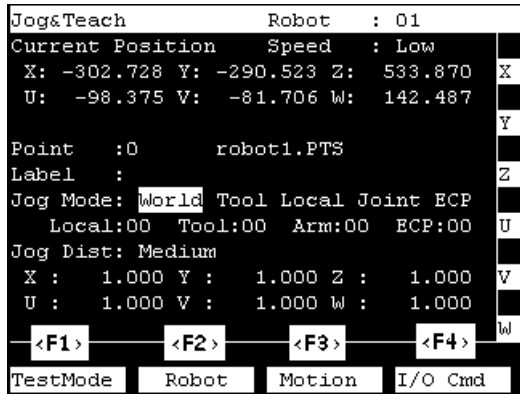 Jog&Teach Robot : 01
Current Position Speed : Low
X: -302.728 Y: -290.523 Z: 533.870 X
U: -98.375 V: -81.706 W: 142.487
Y
Point :0 robot1.PTS
Label : Z
Jog Mode: World Tool Local Joint ECP
Local:00 Tool:00 Arm:00 ECP:00 U
Jog Dist: Medium
X : 1.000 Y : 1.000 Z : 1.000 V
U : 1.000 V : 1.000 W : 1.000
W
<F1> <F2> <F3> <F4>
TestMode Robot Motion I/O Cmd